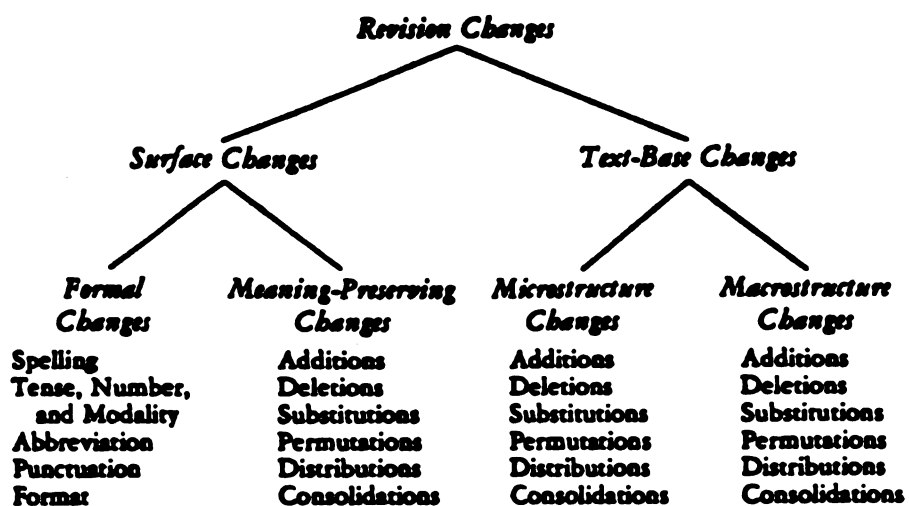 Revision Changes
Surface Changes
Text-Base Changes
Formal
Changes
Spelling
Tense, Number,
and Modality
Abbreviation
Punctuation
Format
Meaning-Preserving
Changes
Additions
Deletions
Substitutions
Permutations
Distributions
Consolidations
Microstructure
Changes
Additions
Deletions
Substitutions
Permutations
Distributions
Consolidations
Macrostructure
Changes
Additions
Deletions
Substitutions
Permutations
Distributions
Consolidations